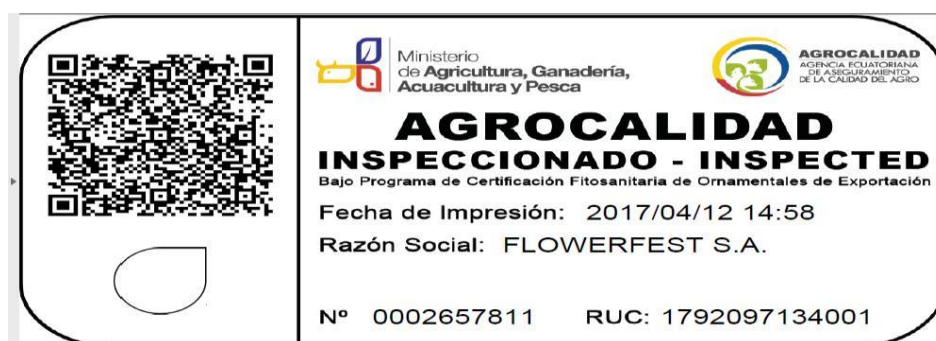 Ministerio
de Agricultura, Ganadería,
Acuacultura y Pesca
AGROCALIDAD
AGENCIA ECUATORIANA
DE ASEGURAMIENTO
DE LA CALIDAD DEL AGRO
AGROCALIDAD
INSPECCIONADO - INSPECTED
Bajo Programa de Certificación Fitosanitaria de Ornamentales de Exportación
Fecha de Impresión: 2017/04/12 14:58
Razón Social: FLOWERFEST S.A.
Nº 0002657811 RUC: 1792097134001